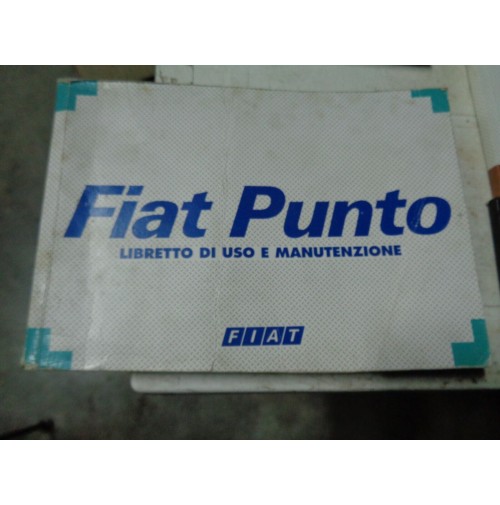 Fiat Punto
LIBRETTO DI USO E MANUTENZIONE
FIAT